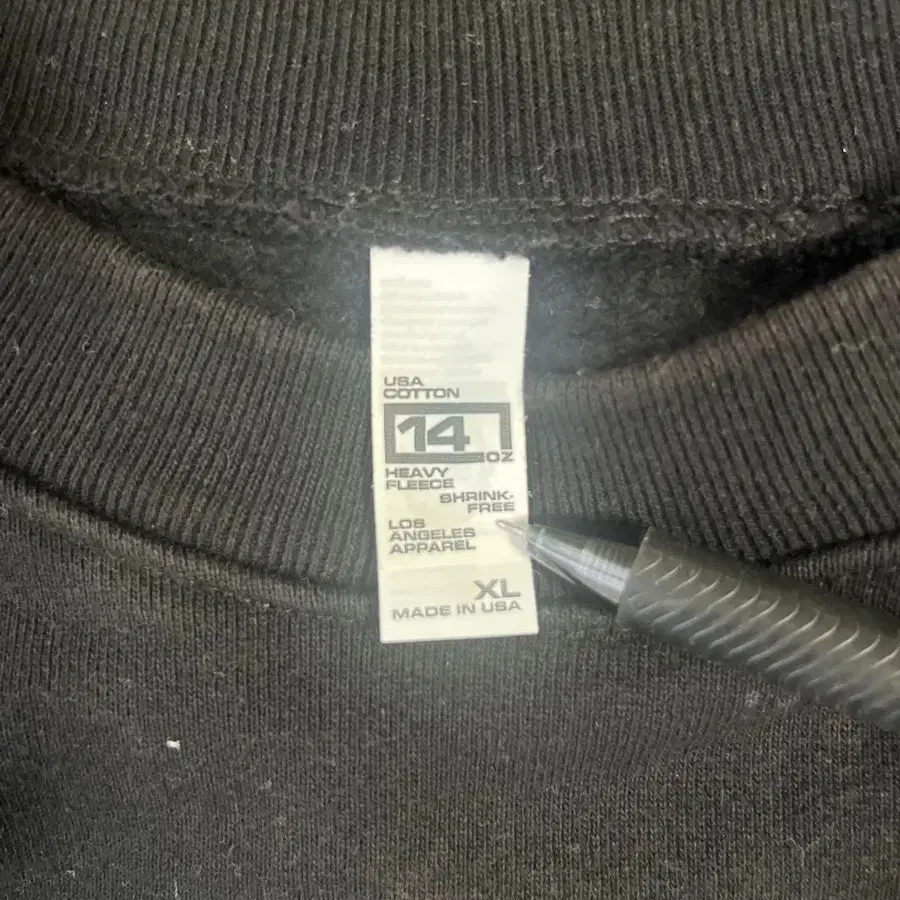 USA
COTTON
14
OZ
HEAVY
FLEECE
SHRINK-
FREE
LOS
ANGELES
APPAREL
XL
MADE IN USA